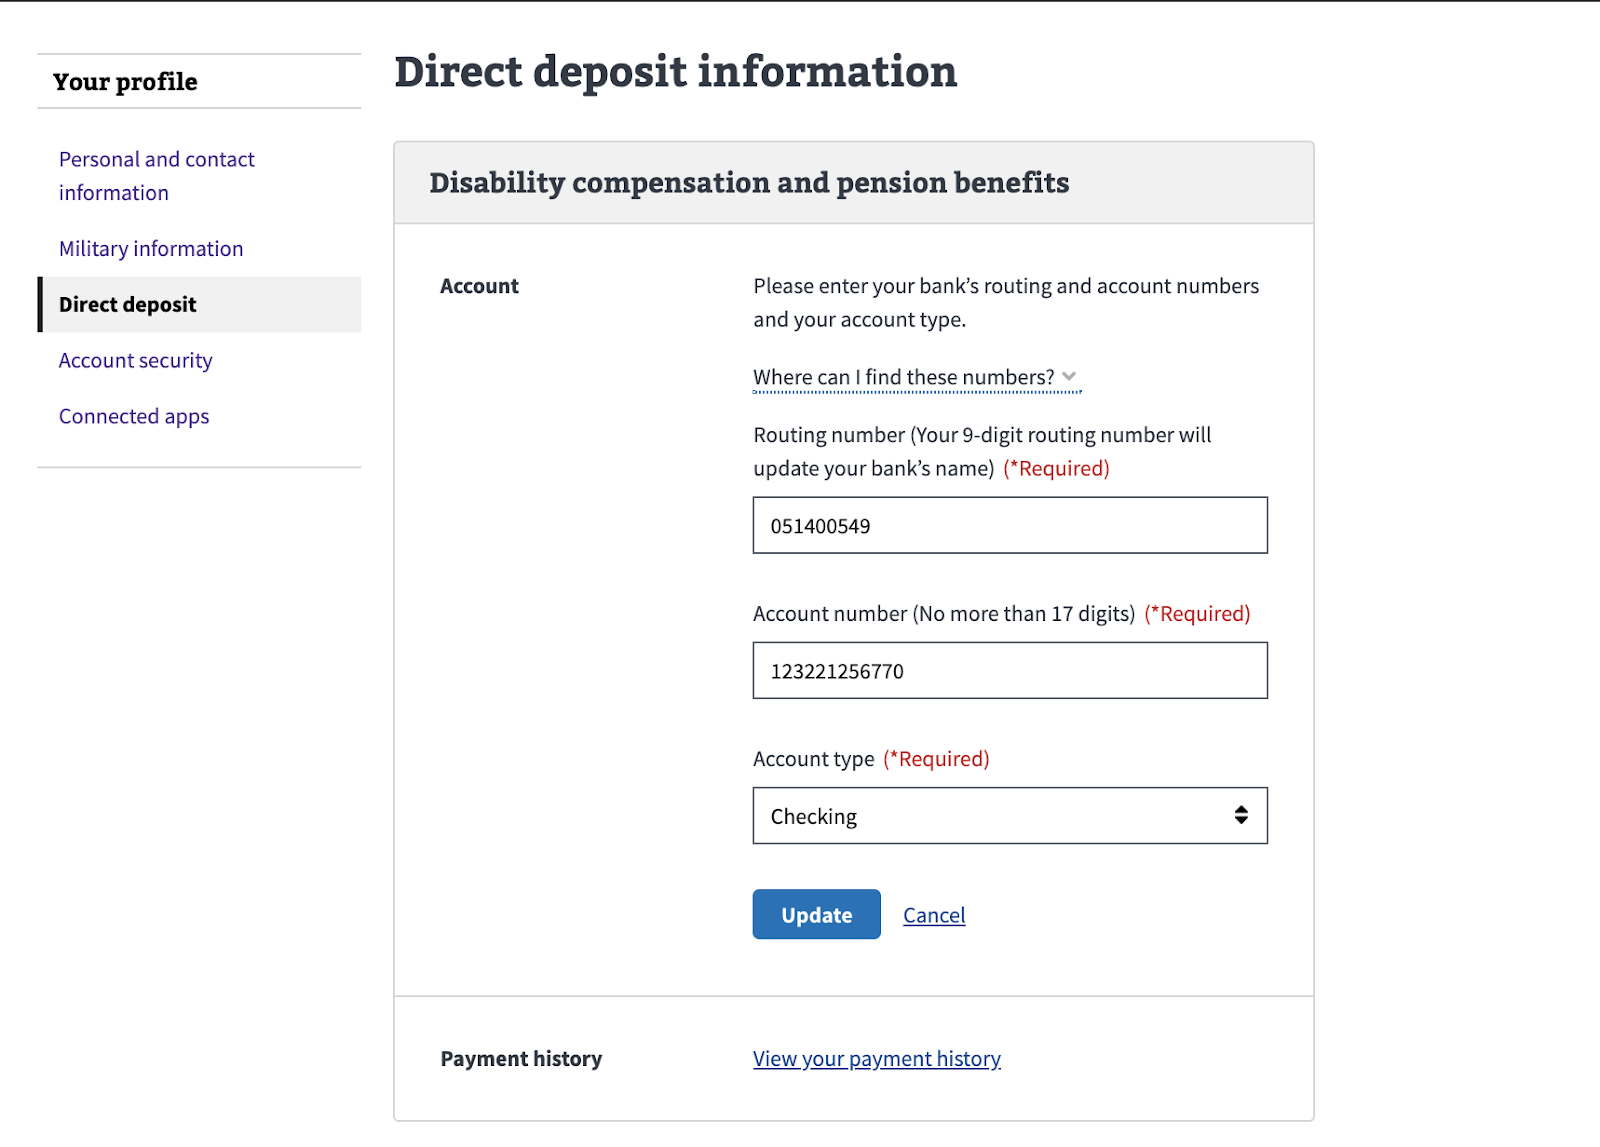 Your profile
Personal and contact
information
Military information
Direct deposit
Account security
Connected apps
Direct deposit information
Disability compensation and pension benefits
Account
Please enter your bank’s routing and account numbers
and your account type.
Where can I find these numbers?
Routing number (Your 9-digit routing number will
update your bank’s name) (*Required)
051400549
Account number (No more than 17 digits) (*Required)
123221256770
Account type (*Required)
Checking
Update Cancel
Payment history
View your payment history